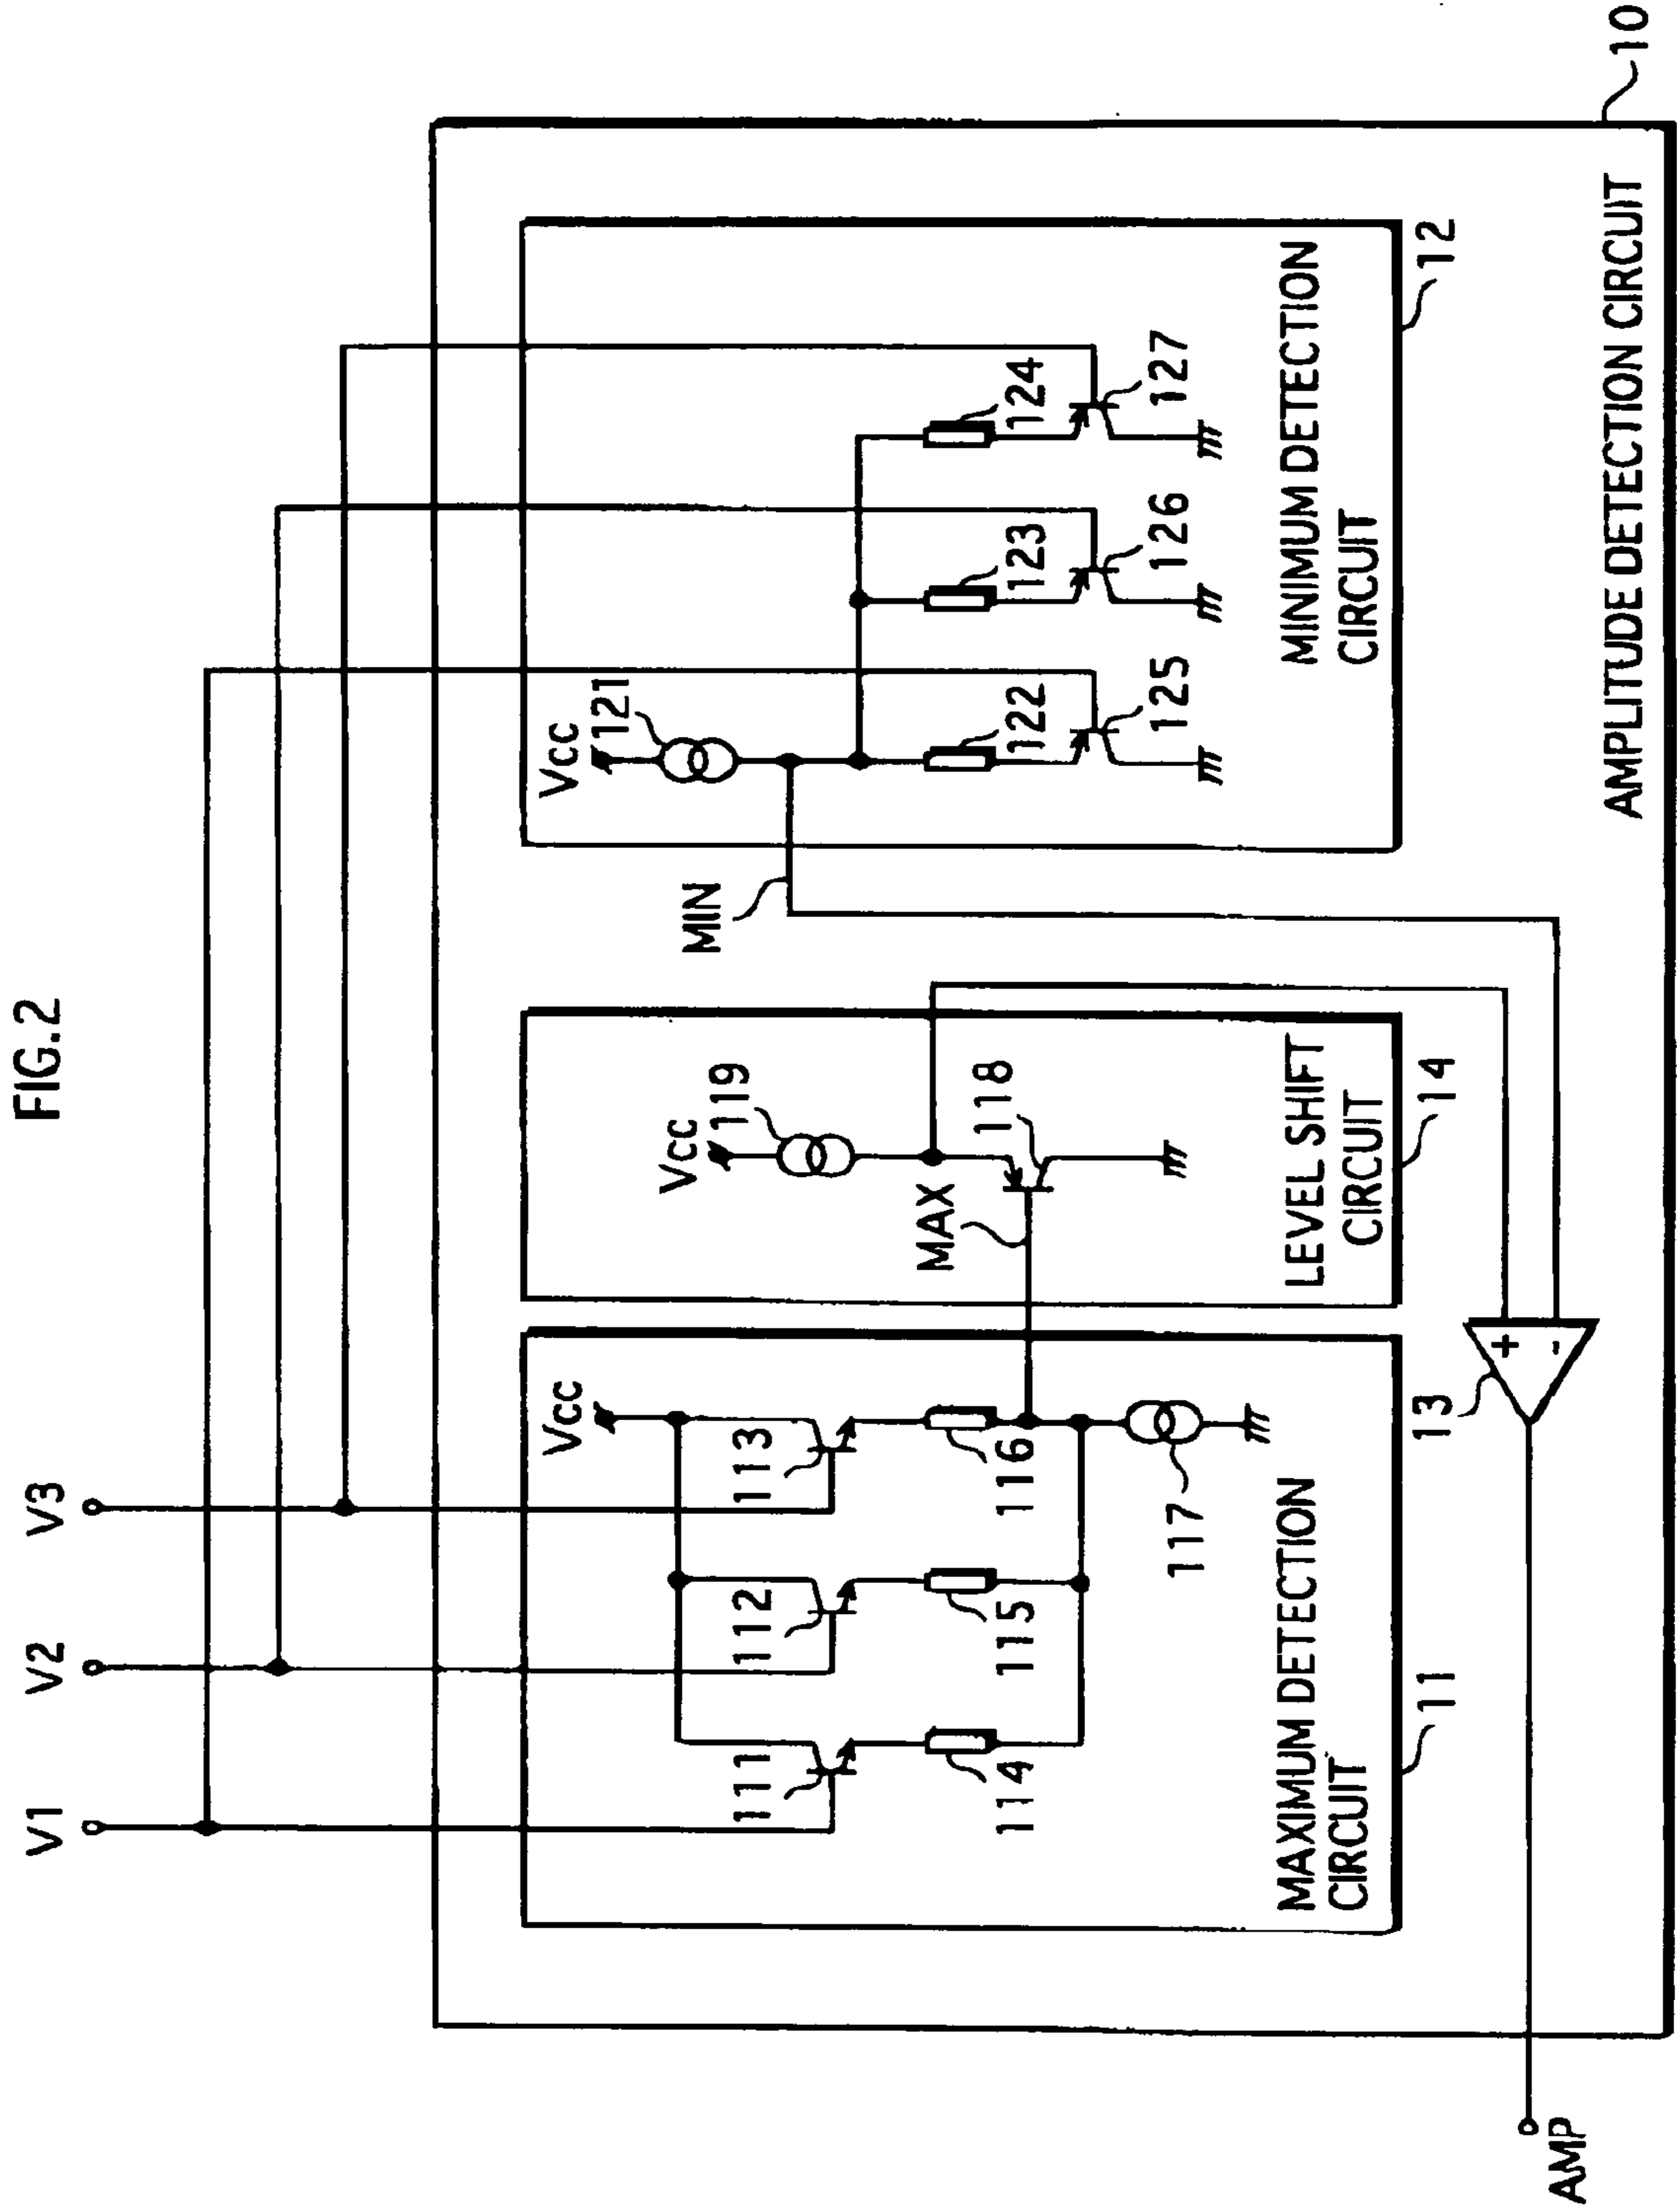 FIG.2
V1
V2
V3
Vcc
111
112
113
114
115
116
117
MAXIMUM DETECTION
CIRCUIT
11
Vcc
119
118
MAX
LEVEL SHIFT
CIRCUIT
14
MIN
Vcc
121
122
123
124
125
126
127
MINIMUM DETECTION
CIRCUIT
12
13
+
-
AMP
AMPLITUDE DETECTION CIRCUIT
10